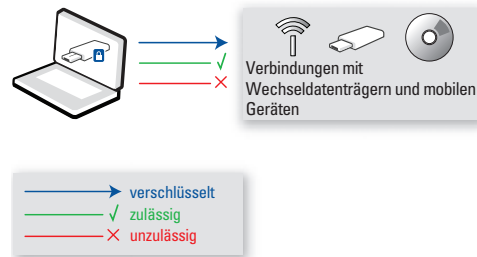 Verbindungen mit
Wechseldatenträgern und mobilen
Geräten
verschlüsselt
zulässig
unzulässig